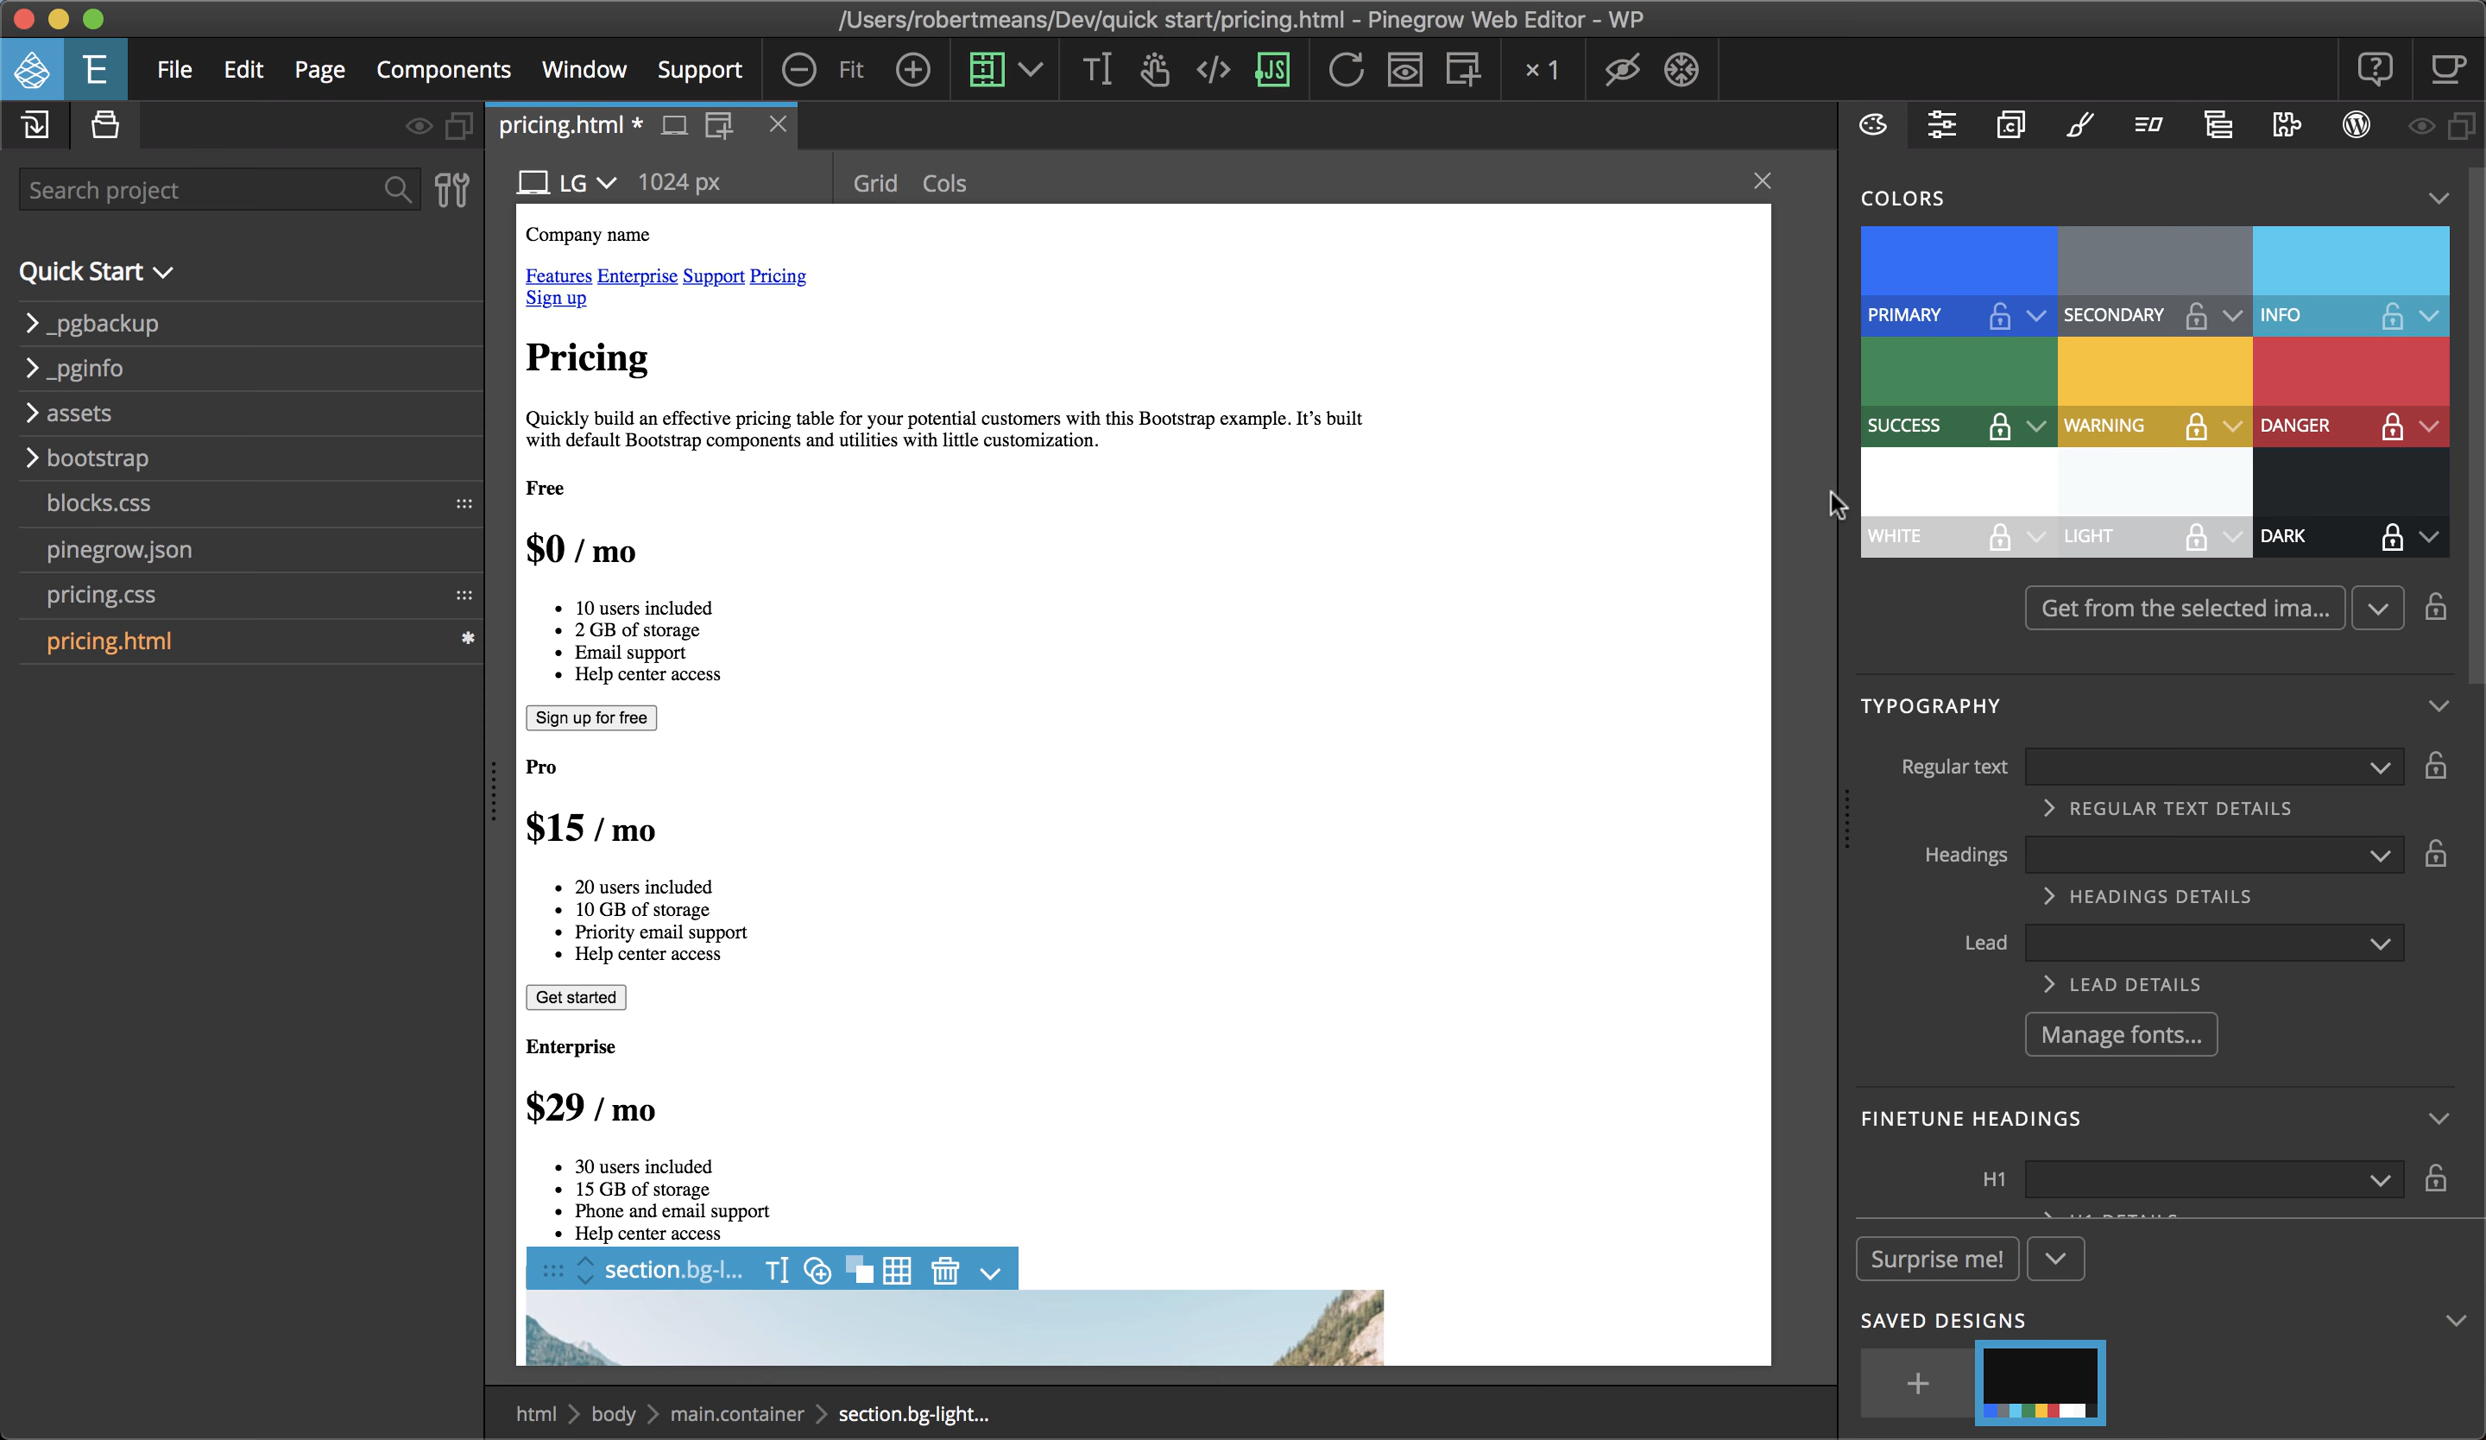 /Users/robertmeans/Dev/quick start/pricing.html - Pinegrow Web Editor - WP
File Edit Page Components Window Support Fit JS × 1
pricing.html *
Search project
LG 1024 px Grid Cols
Quick Start
_pgbackup
_pginfo
assets
bootstrap
blocks.css
pinegrow.json
pricing.css
pricing.html *
Company name
Features Enterprise Support Pricing
Sign up
Pricing
Quickly build an effective pricing table for your potential customers with this Bootstrap example. It’s built
with default Bootstrap components and utilities with little customization.
Free
$0 / mo
10 users included
2 GB of storage
Email support
Help center access
Sign up for free
Pro
$15 / mo
20 users included
10 GB of storage
Priority email support
Help center access
Get started
Enterprise
$29 / mo
30 users included
15 GB of storage
Phone and email support
Help center access
section.bg-l...
html > body > main.container > section.bg-light...
COLORS
PRIMARY SECONDARY INFO
SUCCESS WARNING DANGER
WHITE LIGHT DARK
Get from the selected ima...
TYPOGRAPHY
Regular text
REGULAR TEXT DETAILS
Headings
HEADINGS DETAILS
Lead
LEAD DETAILS
Manage fonts...
FINETUNE HEADINGS
H1
H1 DETAILS
Surprise me!
SAVED DESIGNS
+